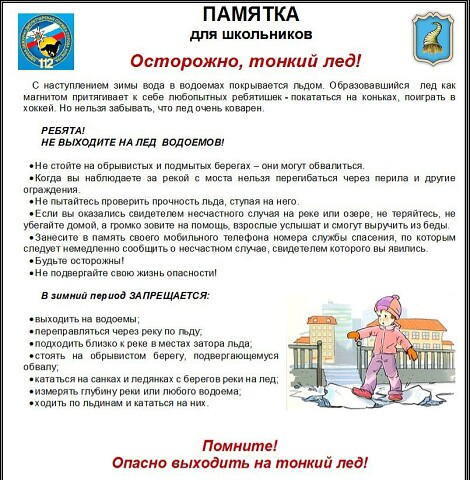 ПАМЯТКА
для школьников
112
Осторожно, тонкий лед!
С наступлением зимы вода в водоемах покрывается льдом. Образовавшийся лед как
магнитом притягивает к себе любопытных ребятишек - покататься на коньках, поиграть в
хоккей. Но нельзя забывать, что лед очень коварен.
РЕБЯТА!
НЕ ВЫХОДИТЕ НА ЛЕД ВОДОЕМОВ!
•Не стойте на обрывистых и подмытых берегах – они могут обвалиться.
•Когда вы наблюдаете за рекой с моста нельзя перегибаться через перила и другие
ограждения.
•Не пытайтесь проверить прочность льда, ступая на него.
•Если вы оказались свидетелем несчастного случая на реке или озере, не теряйтесь, не
убегайте домой, а громко зовите на помощь, взрослые услышат и смогут выручить из беды.
•Занесите в память своего мобильного телефона номера службы спасения, по которым
следует немедленно сообщить о несчастном случае, свидетелем которого вы явились.
•Будьте осторожны!
•Не подвергайте свою жизнь опасности!
В зимний период ЗАПРЕЩАЕТСЯ:
•выходить на водоемы;
•переправляться через реку по льду;
•подходить близко к реке в местах затора льда;
•стоять на обрывистом берегу, подвергающемуся
обвалу;
•кататься на санках и ледянках с берегов реки на лед;
•измерять глубину реки или любого водоема;
•ходить по льдинам и кататься на них.
Помните!
Опасно выходить на тонкий лед!